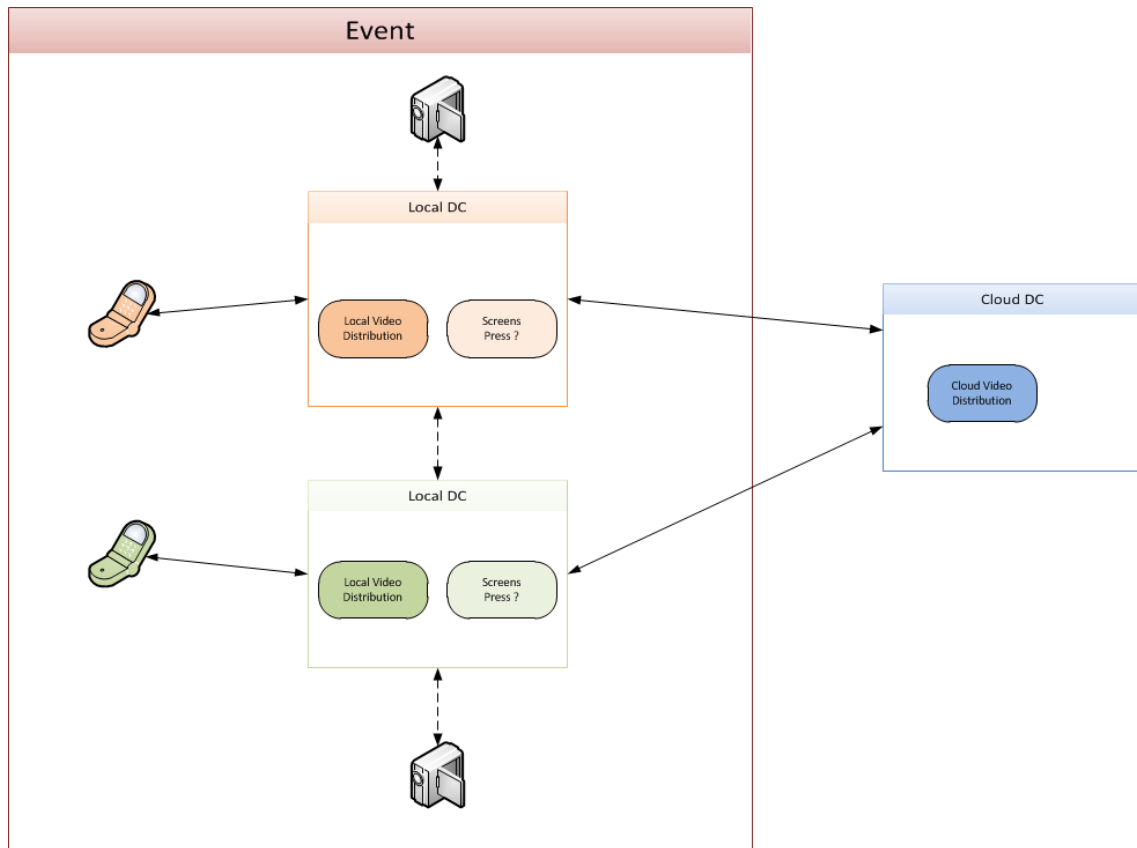 Event
Local DC
Local Video
Distribution
Screens
Press ?
Cloud DC
Cloud Video
Distribution
Local DC
Local Video
Distribution
Screens
Press ?